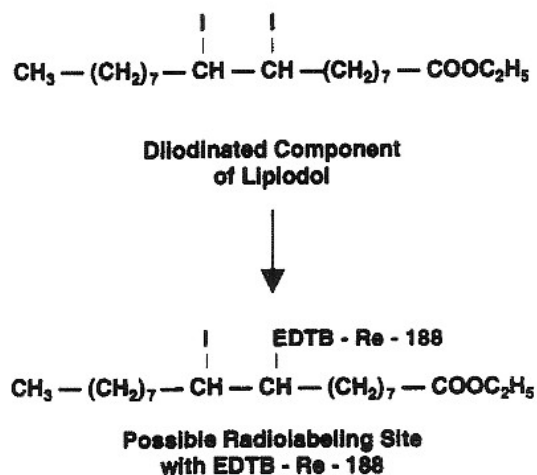 I I
CH₃ — (CH₂)₇ — CH — CH — (CH₂)₇ — COOC₂H₅
Diiodinated Component
of Lipiodol
I EDTB - Re - 188
CH₃ — (CH₂)₇ — CH — CH — (CH₂)₇ — COOC₂H₅
Possible Radiolabeling Site
with EDTB - Re - 188